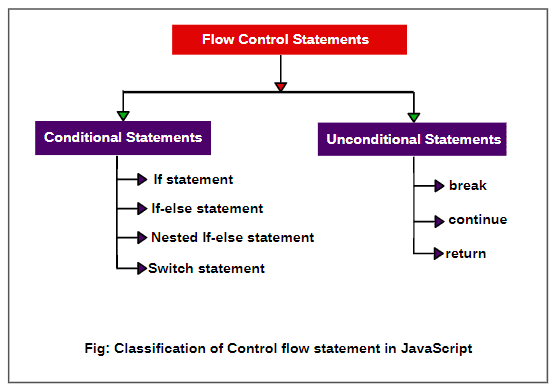 Flow Control Statements
Conditional Statements
If statement
If-else statement
Nested If-else statement
Switch statement
Unconditional Statements
break
continue
return
Fig: Classification of Control flow statement in JavaScript